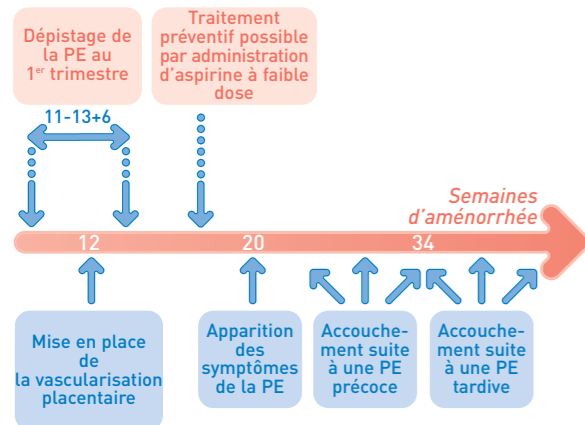 Dépistage de
la PE au
1er trimestre
Traitement
préventif possible
par administration
d'aspirine à faible
dose
11-13+6
Semaines
d'aménorrhée
12
20
34
Mise en place
de
la vascularisation
placentaire
Apparition
des
symptômes
de la PE
Accouche-
ment suite
à une PE
précoce
Accouche-
ment suite
à une PE
tardive